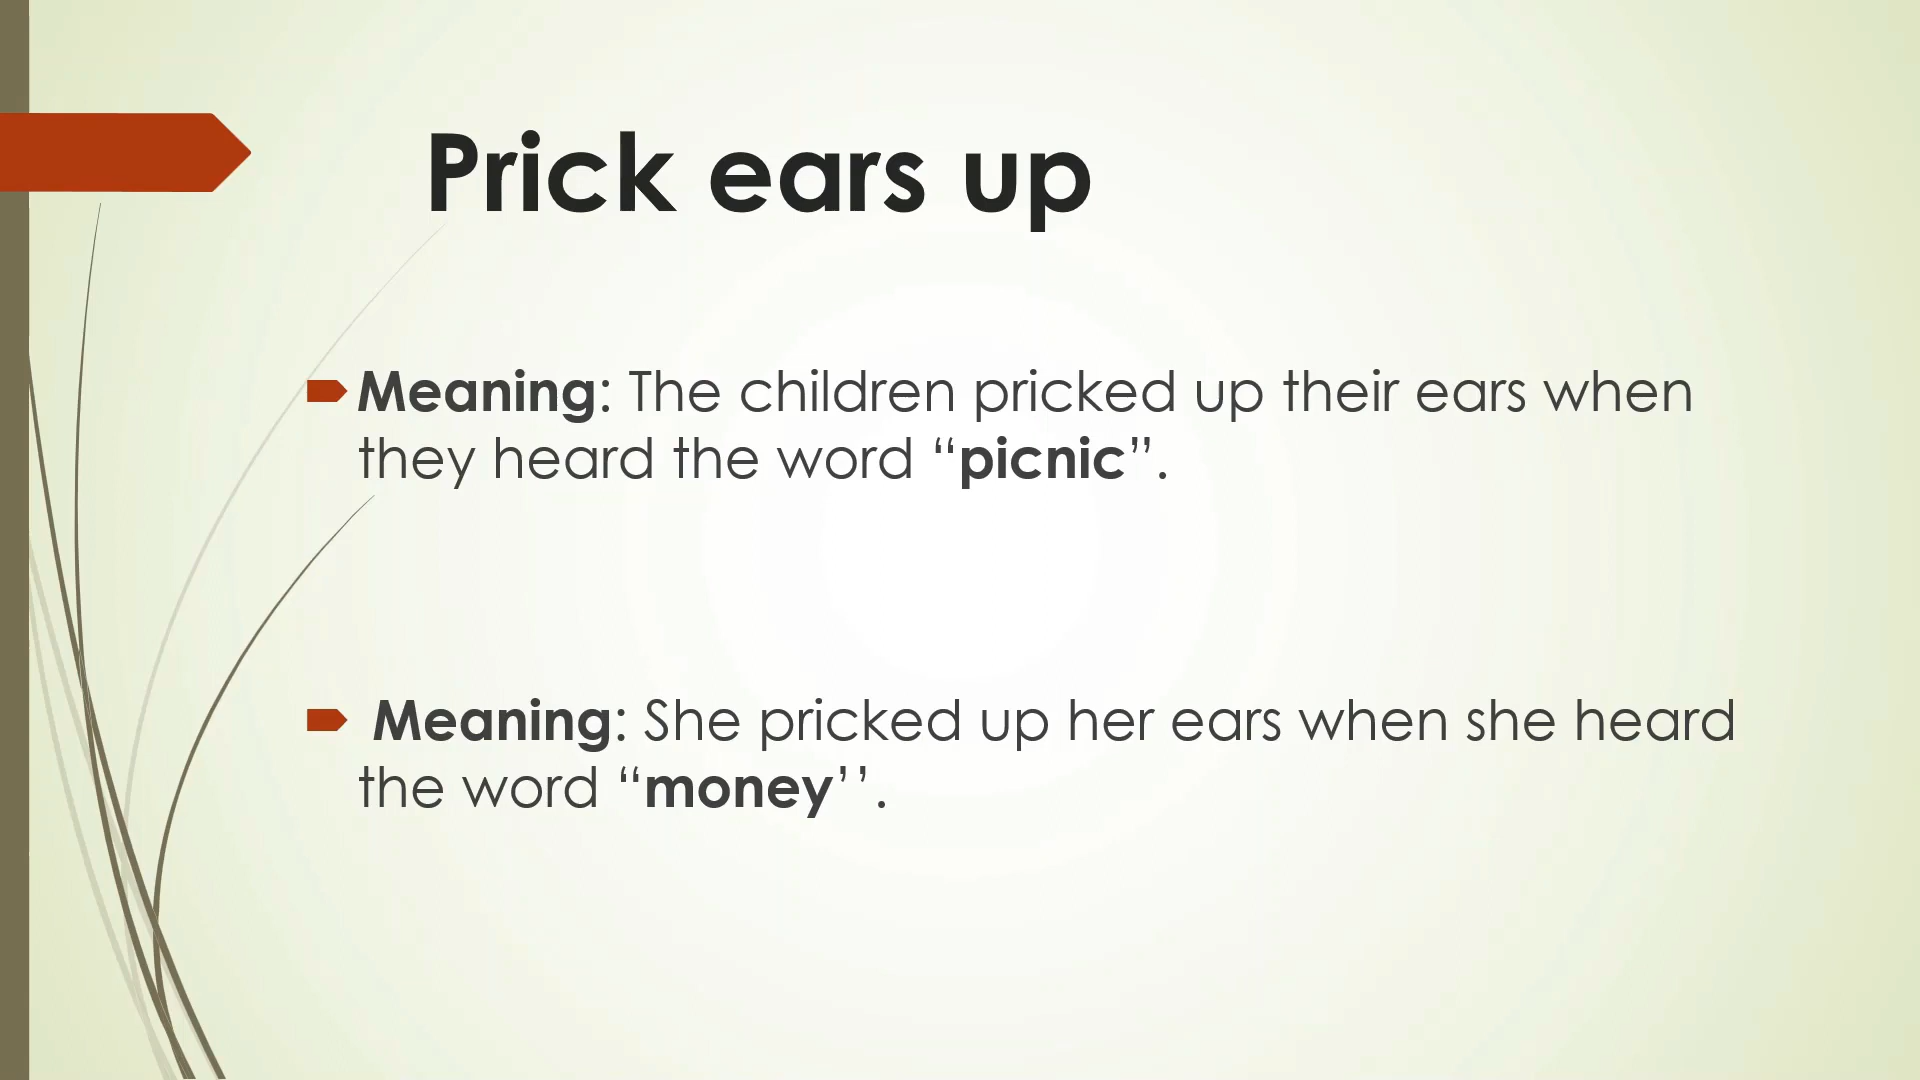 Prick ears up
Meaning: The children pricked up their ears when
they heard the word “picnic”.
Meaning: She pricked up her ears when she heard
the word “money’’.